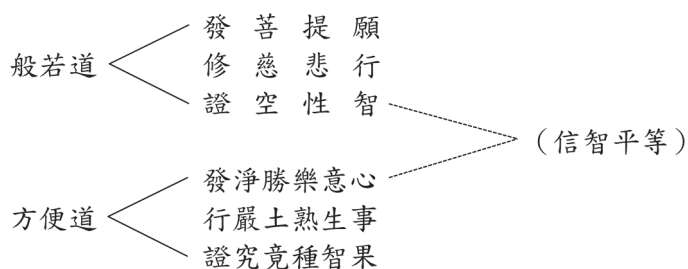 般若道
發菩提願
修慈悲行
證空性智
(信智平等)
方便道
發淨勝樂意心
行嚴土熟生事
證究竟種智果